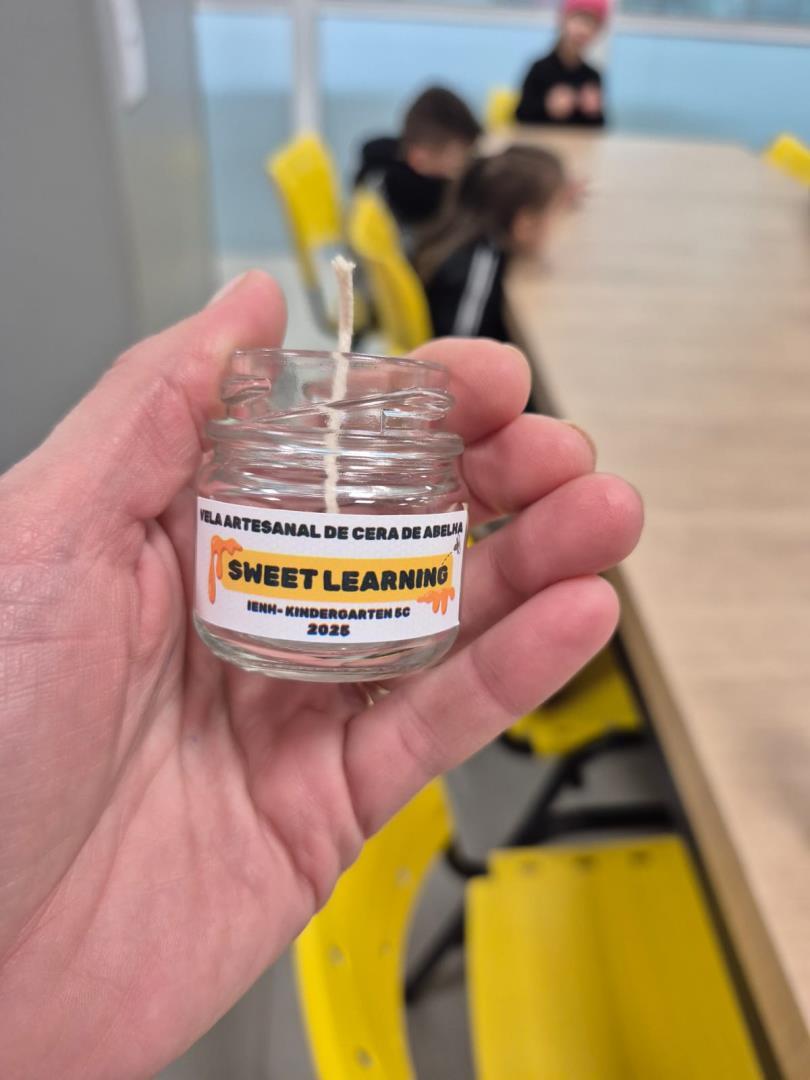 VELA ARTESANAL DE CERA DE ABELHA
SWEET LEARNING
IENH- KINDERGARTEN 5C
2025